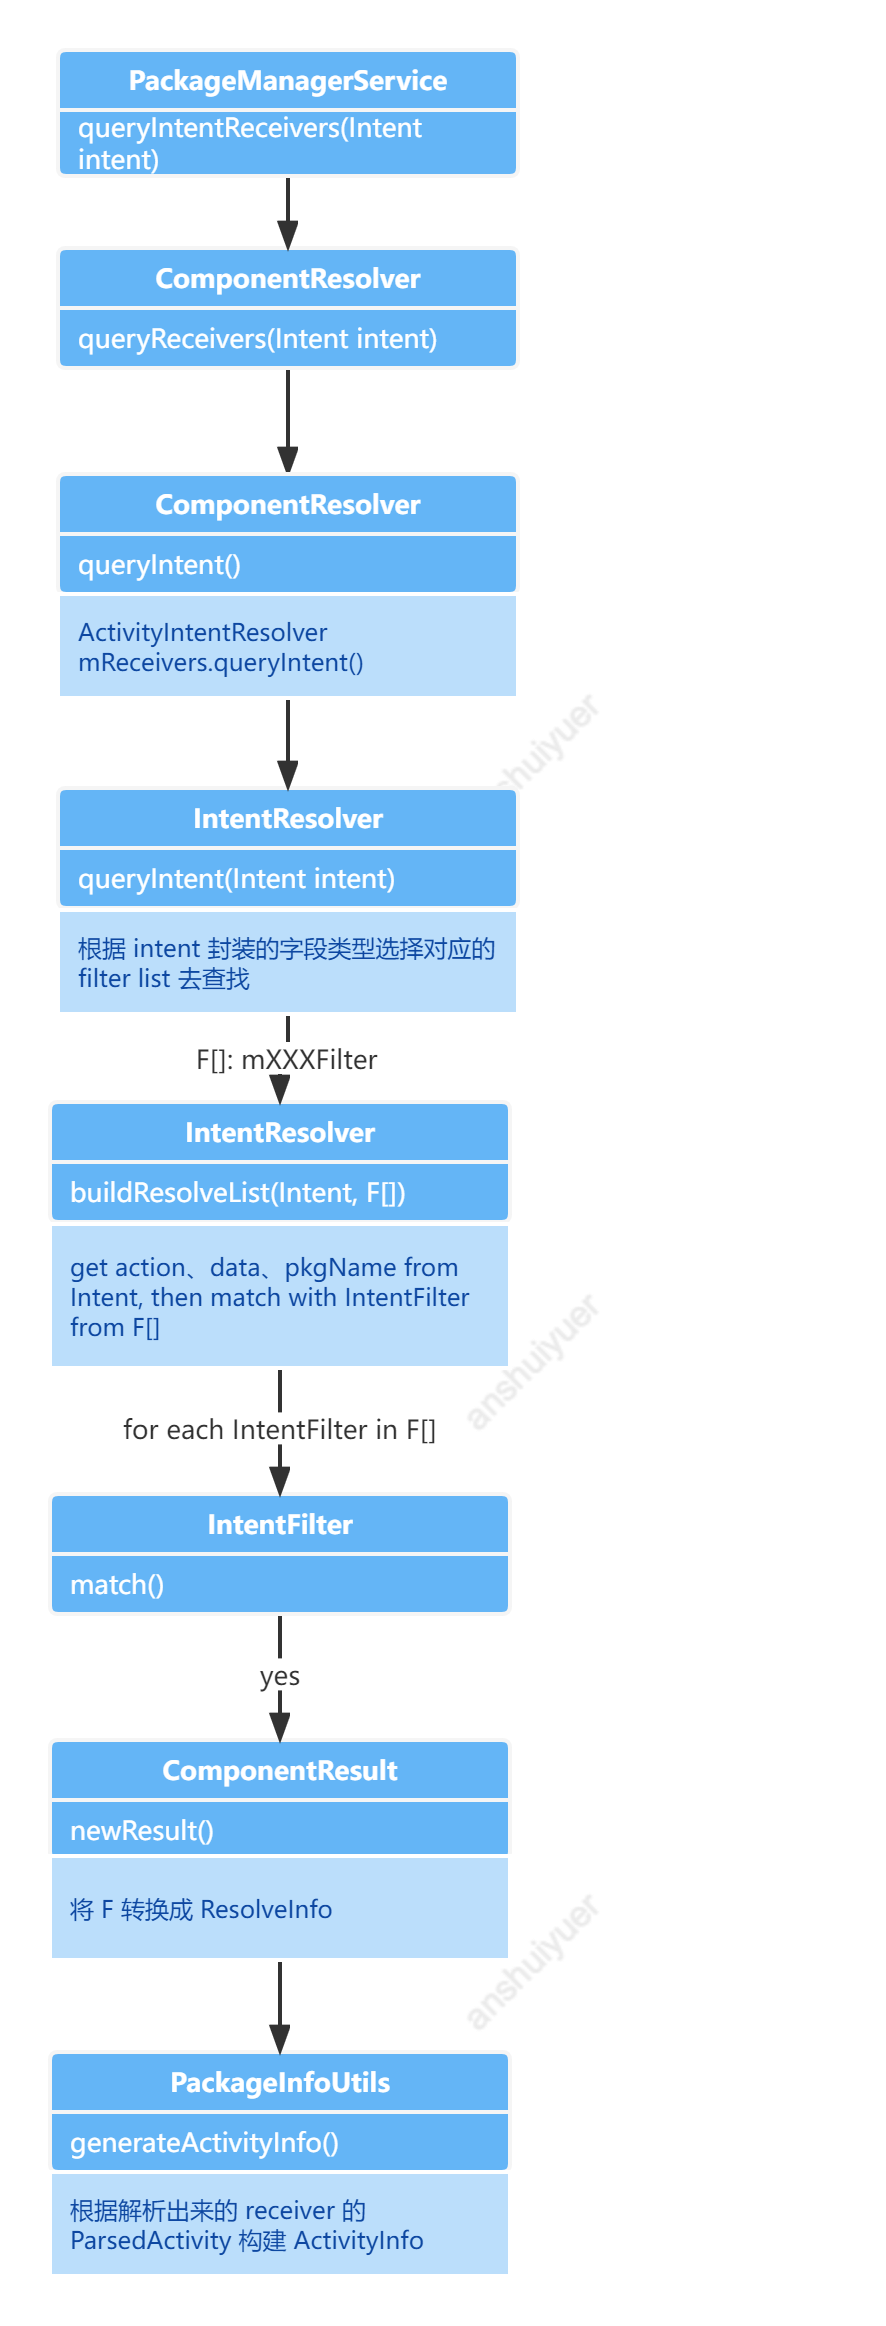 PackageManagerService
queryIntentReceivers(Intent
intent)
ComponentResolver
queryReceivers(Intent intent)
ComponentResolver
queryIntent()
ActivityIntentResolver
mReceivers.queryIntent()
shuiyuer
IntentResolver
queryIntent(Intent intent)
根据 intent 封装的字段类型选择对应的
filter list 去查找
F[]: mXXXFilter
IntentResolver
buildResolveList(Intent, F[])
get action、data、pkgName from
Intent, then match with IntentFilter
from F[]
anshuiyuer
for each IntentFilter in F[]
IntentFilter
match()
yes
ComponentResult
newResult()
将 F 转换成 ResolveInfo
anshuiyuer
PackageInfoUtils
generateActivityInfo()
根据解析出来的 receiver 的
ParsedActivity 构建 ActivityInfo